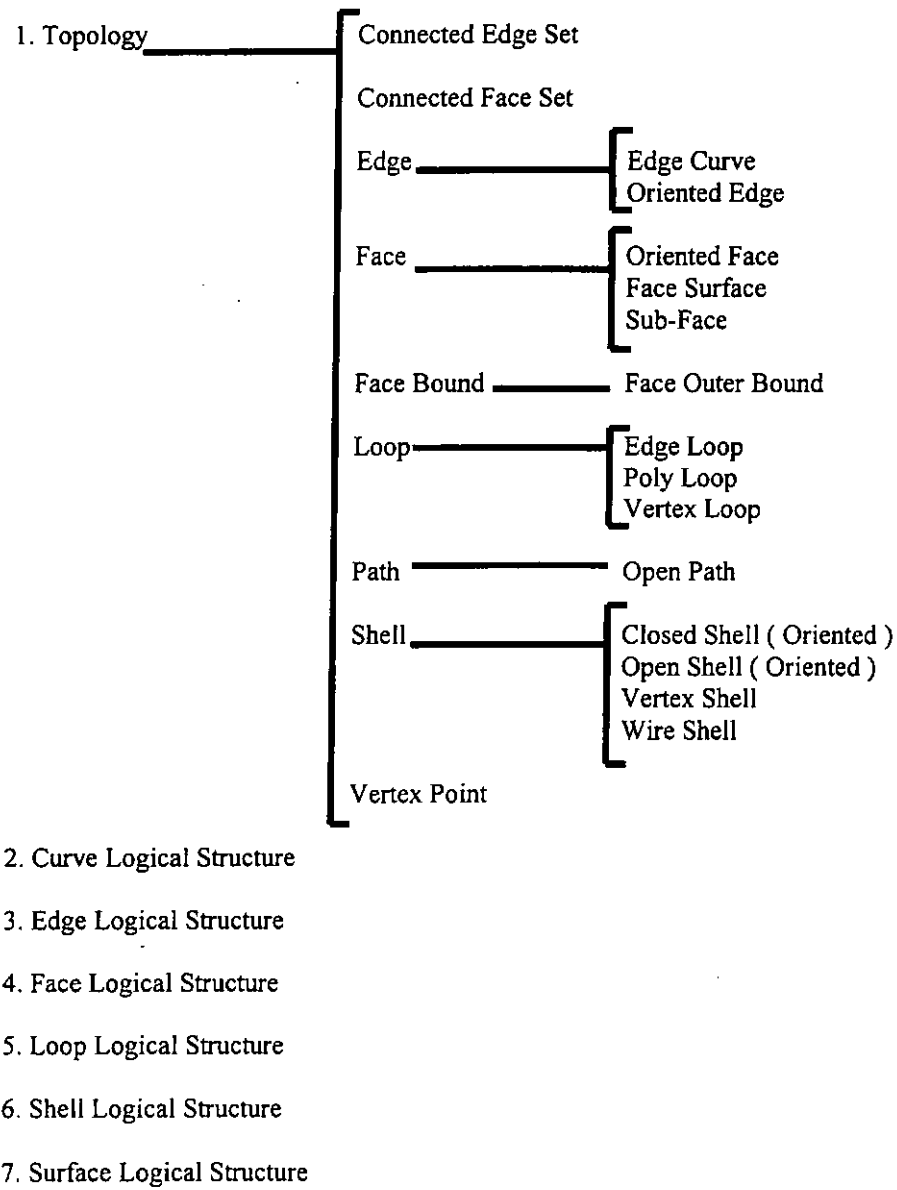 1. Topology
Connected Edge Set
Connected Face Set
Edge
Edge Curve
Oriented Edge
Face
Oriented Face
Face Surface
Sub-Face
Face Bound
Face Outer Bound
Loop
Edge Loop
Poly Loop
Vertex Loop
Path
Open Path
Shell
Closed Shell ( Oriented )
Open Shell ( Oriented )
Vertex Shell
Wire Shell
Vertex Point
2. Curve Logical Structure
3. Edge Logical Structure
4. Face Logical Structure
5. Loop Logical Structure
6. Shell Logical Structure
7. Surface Logical Structure